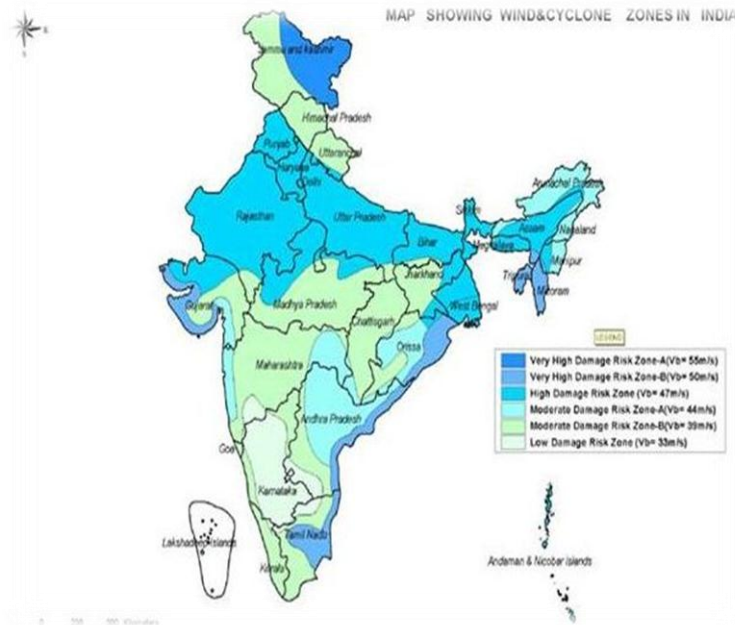 MAP SHOWING WIND&CYCLONE ZONES IN INDIA
Jammu and kashmir
Himachal Pradesh
Punjab
Uttaranchal
Haryana
Delhi
Arunachal Pradesh
Rajasthan
Uttar Pradesh
Sikkim
Assam
Nagaland
Bihar
Meghalaya
Manipur
Jharkhand
Tripura
Mizoram
Gujarat
Madhya Pradesh
West Bengal
Chattisgarh
Orissa
LEGEND
Very High Damage Risk Zone-A(Vb= 55m/s)
Very High Damage Risk Zone-B(Vb= 50m/s)
High Damage Risk Zone (Vb= 47m/s)
Moderate Damage Risk Zone-A(Vb= 44m/s)
Moderate Damage Risk Zone-B(Vb= 39m/s)
Low Damage Risk Zone (Vb= 33m/s)
Maharashtra
Andhra Pradesh
Goa
Karnataka
Lakshadeep Islands
Tamil Nadu
Kerala
Andaman & Nicobar Islands